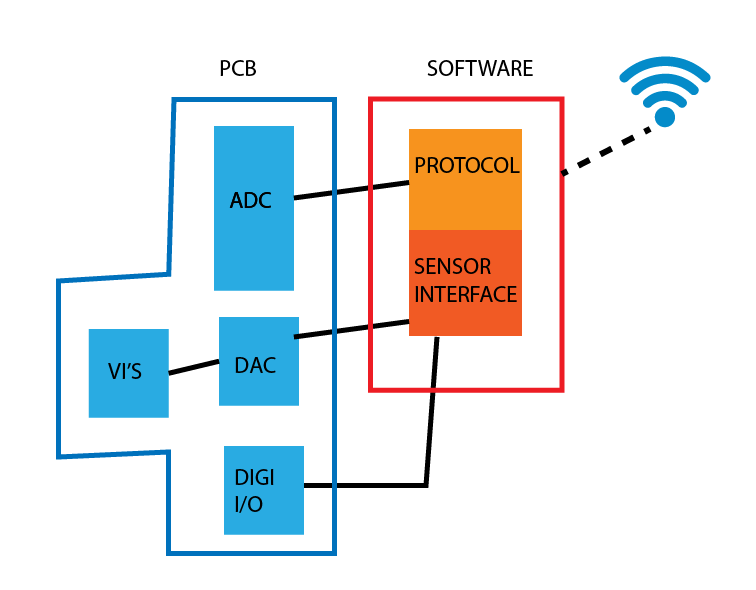 PCB
SOFTWARE
ADC
PROTOCOL
SENSOR
INTERFACE
VI'S
DAC
DIGI
I/O